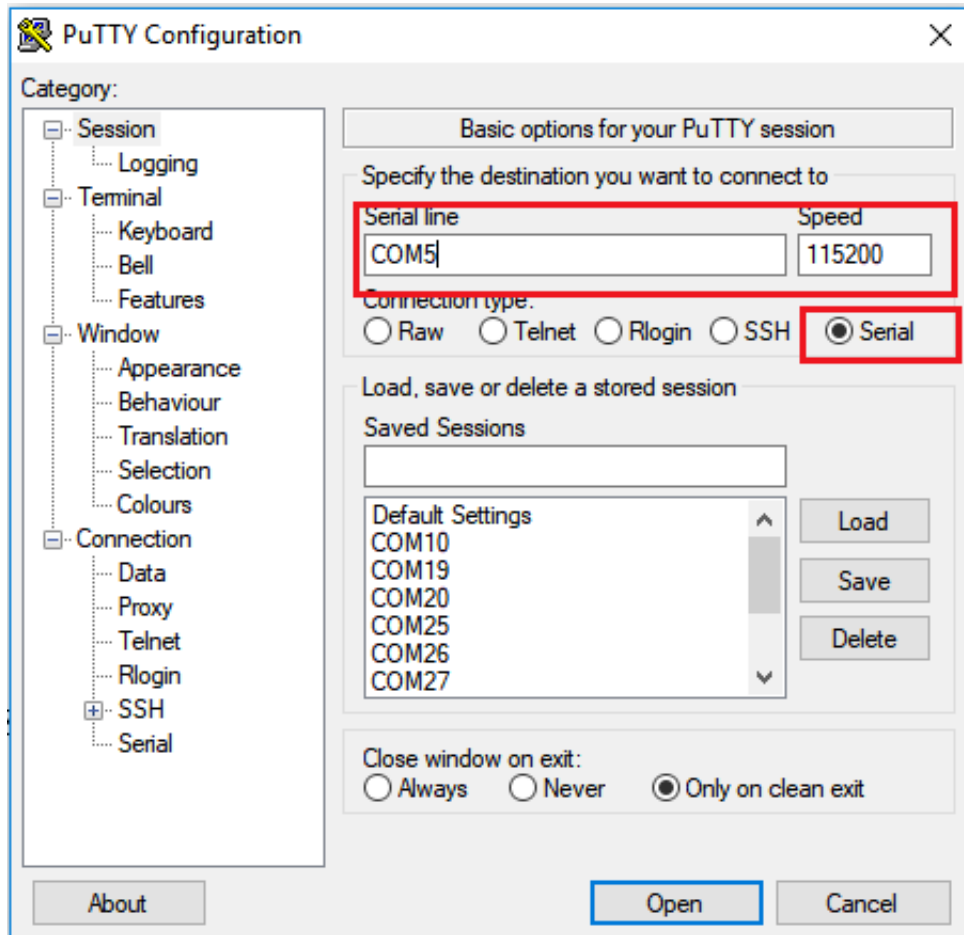 PuTTY Configuration
Category:
Session
Logging
Terminal
Keyboard
Bell
Features
Window
Appearance
Behaviour
Translation
Selection
Colours
Connection
Data
Proxy
Telnet
Rlogin
SSH
Serial
Basic options for your PuTTY session
Specify the destination you want to connect to
Serial line Speed
COM5 115200
Connection type:
Raw Telnet Rlogin SSH Serial
Load, save or delete a stored session
Saved Sessions
Default Settings
COM10
COM19
COM20
COM25
COM26
COM27
Load
Save
Delete
Close window on exit:
Always Never Only on clean exit
About Open Cancel